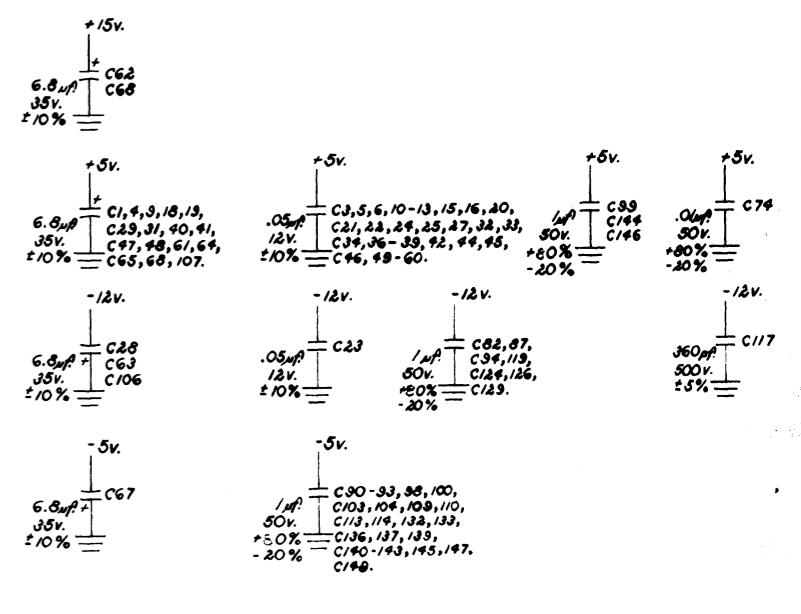 +15v.
+
6.8 μf.
35v.
±10%
C62
C68
+5v.
+
6.8 μf
35v.
±10%
C1,4,9,18,19,
C29,31,40,41,
C47,48,61,64,
C65,68,107.
+5v.
.05μf.
12v.
±10%
C3,5,6,10-13,15,16,20,
C21,22,24,25,27,32,33,
C34,36-39,42,44,45,
C46,49-60.
+5v.
1μf.
50v.
+80%
-20%
C99
C144
C146
+5v.
.01μf.
50v.
+80%
-20%
C74
-12v.
6.8μf.
+
35v.
±10%
C28
C63
C106
-12v.
.05μf.
12v.
±10%
C23
-12v.
1μf.
50v.
+80%
-20%
C82,87,
C94,119,
C124,126,
C129.
-12v.
360pf.
500v.
±5%
C117
-5v.
6.8μf.
+
35v.
±10%
C67
-5v.
1μf.
50v.
+80%
-20%
C90-93,98,100,
C103,104,109,110,
C113,114,132,133,
C136,137,139,
C140-143,145,147,